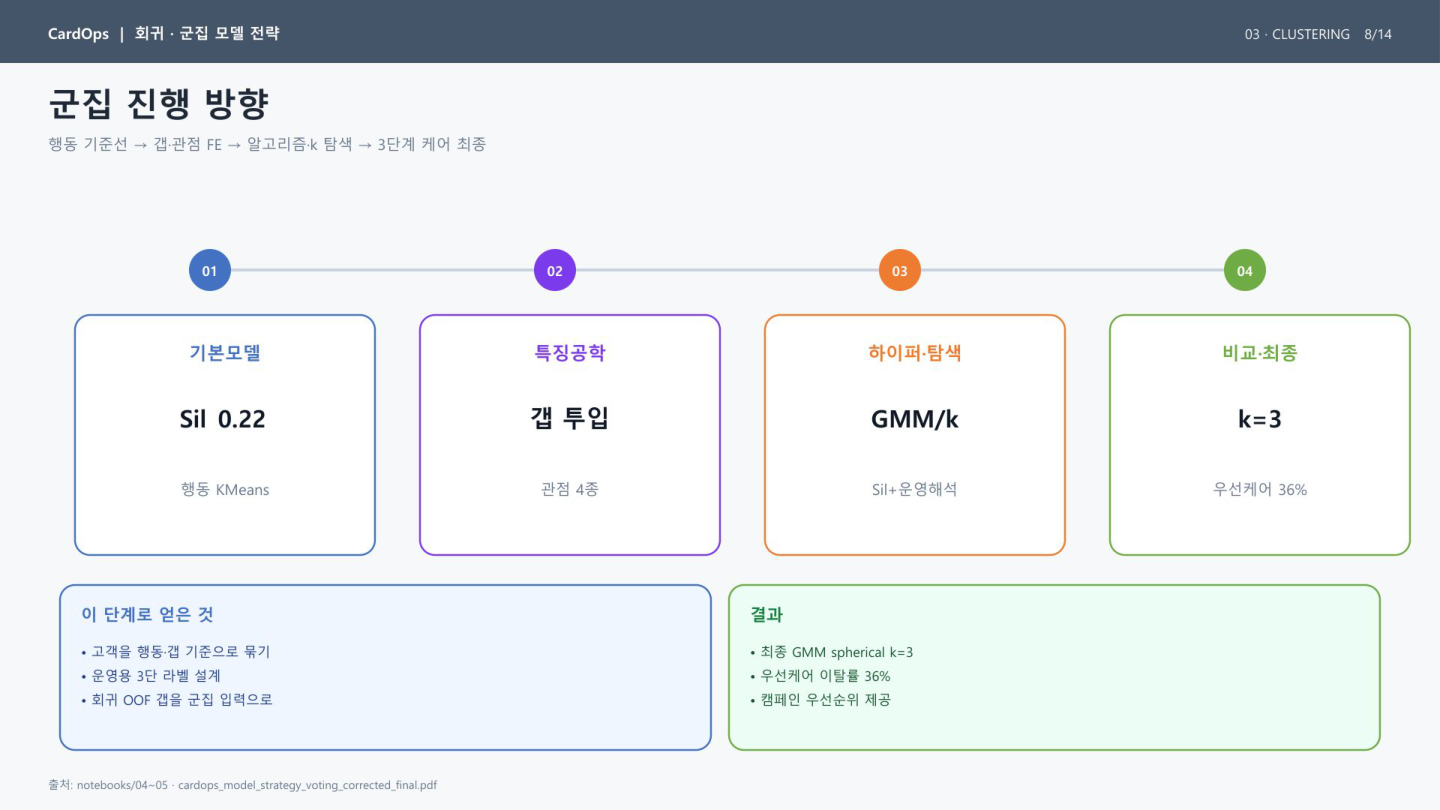 CardOps | 회귀 · 군집 모델 전략
03 · CLUSTERING 8/14
군집 진행 방향
행동 기준선 → 갭·관점 FE → 알고리즘·k 탐색 → 3단계 케어 최종
01
02
03
04
기본모델
Sil 0.22
행동 KMeans
특징공학
갭 투입
관점 4종
하이퍼·탐색
GMM/k
Sil+운영해석
비교·최종
k=3
우선케어 36%
이 단계로 얻은 것
• 고객을 행동·갭 기준으로 묶기
• 운영용 3단 라벨 설계
• 회귀 OOF 갭을 군집 입력으로
결과
• 최종 GMM spherical k=3
• 우선케어 이탈률 36%
• 캠페인 우선순위 제공
출처: notebooks/04~05 · cardops_model_strategy_voting_corrected_final.pdf